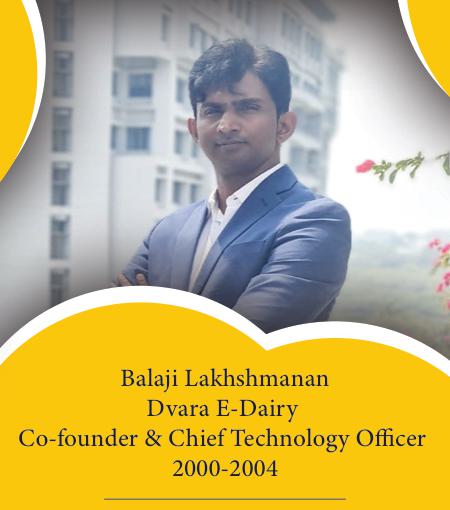 Balaji Lakhshmanan
Dvara E-Dairy
Co-founder & Chief Technology Officer
2000-2004